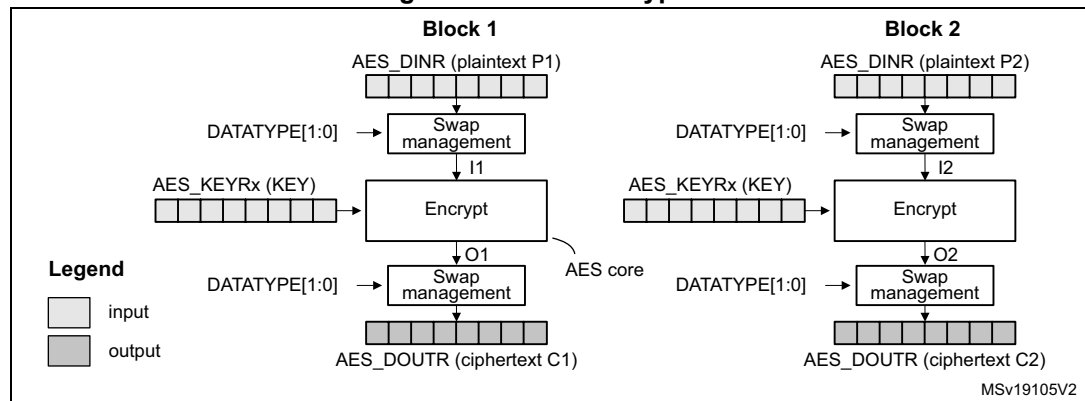 Block 1
Block 2
AES_DINR (plaintext P1)
AES_DINR (plaintext P2)
DATATYPE[1:0]
Swap
management
DATATYPE[1:0]
Swap
management
I1
I2
AES_KEYRx (KEY)
Encrypt
AES_KEYRx (KEY)
Encrypt
O1
AES core
O2
Legend
DATATYPE[1:0]
Swap
management
DATATYPE[1:0]
Swap
management
input
output
AES_DOUTR (ciphertext C1)
AES_DOUTR (ciphertext C2)
MSv19105V2